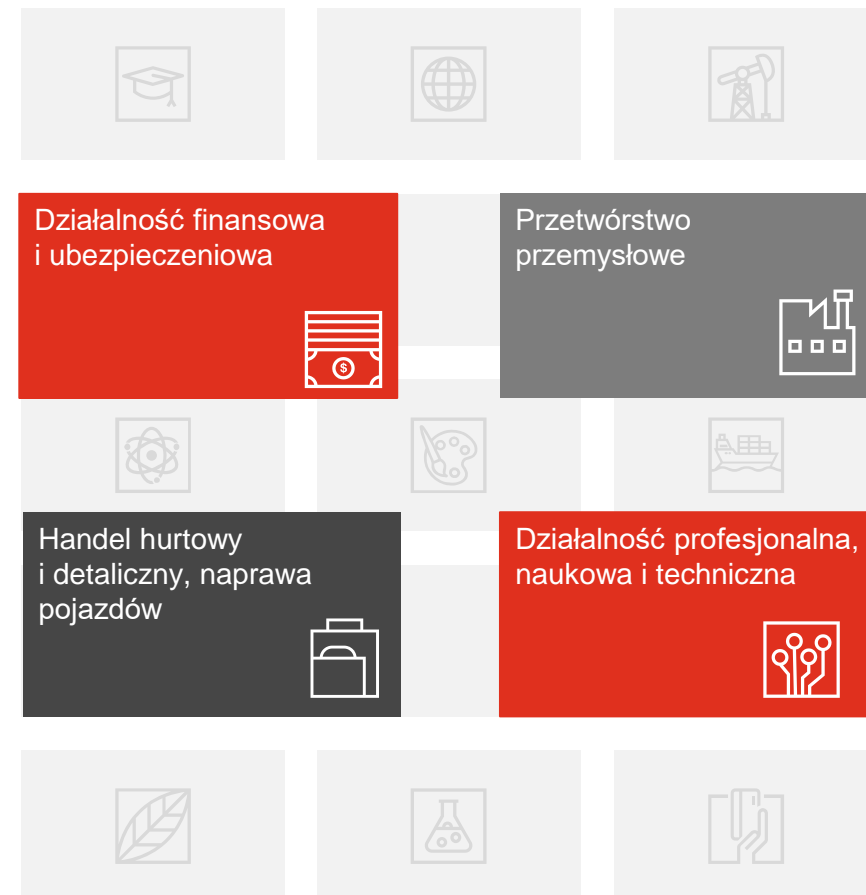 Działalność finansowa
i ubezpieczeniowa
Przetwórstwo
przemysłowe
$
Handel hurtowy
i detaliczny, naprawa
pojazdów
Działalność profesjonalna,
naukowa i techniczna